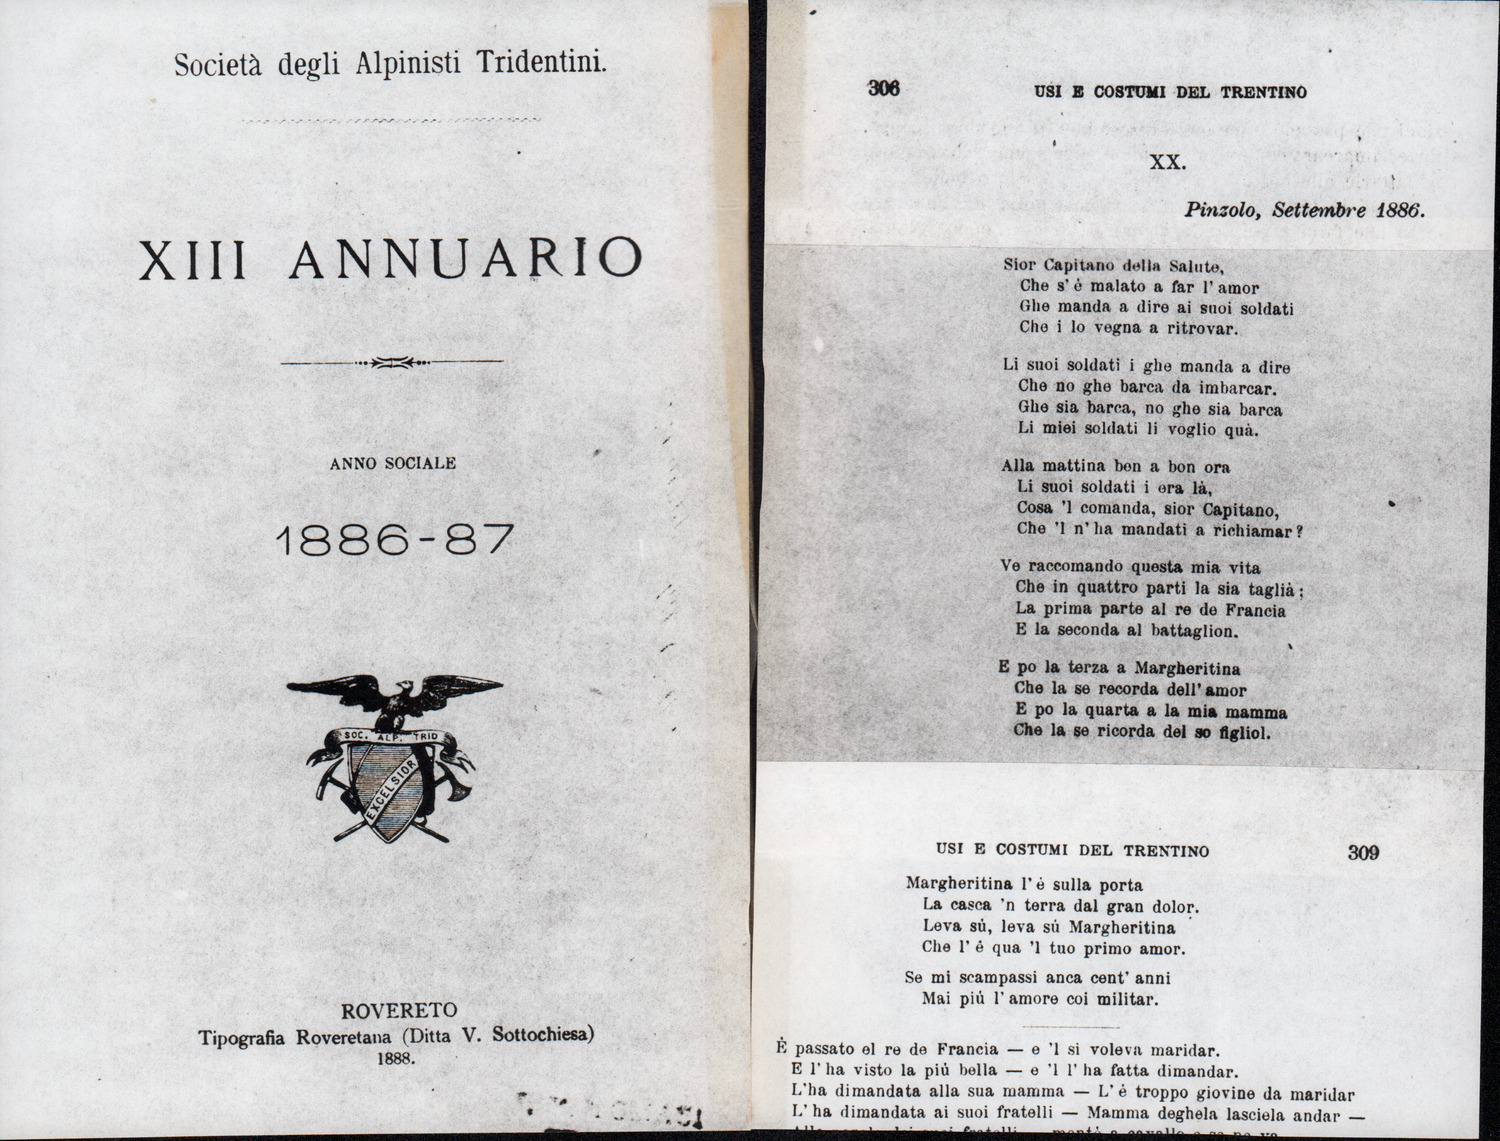 Società degli Alpinisti Tridentini.
XIII ANNUARIO
ANNO SOCIALE
1886-87
SOC. ALP. TRID
EXCELSIOR
ROVERETO
Tipografia Roveretana (Ditta V. Sottochiesa)
1888.
306 USI E COSTUMI DEL TRENTINO
XX.
Pinzolo, Settembre 1886.
Sior Capitano della Salute,
Che s' è malato a far l' amor
Ghe manda a dire ai suoi soldati
Che i lo vegna a ritrovar.
Li suoi soldati i ghe manda a dire
Che no ghe barca da imbarcar.
Ghe sia barca, no ghe sia barca
Li miei soldati li voglio quà.
Alla mattina bon a bon ora
Li suoi soldati i era là,
Cosa 'l comanda, sior Capitano,
Che 'l n' ha mandati a richiamar?
Ve raccomando questa mia vita
Che in quattro parti la sia taglià;
La prima parte al re de Francia
E la seconda al battaglion.
E po la terza a Margheritina
Che la se recorda dell' amor
E po la quarta a la mia mamma
Che la se ricorda del so figliol.
USI E COSTUMI DEL TRENTINO 309
Margheritina l' è sulla porta
La casca 'n terra dal gran dolor.
Leva sù, leva sù Margheritina
Che l' é qua 'l tuo primo amor.
Se mi scampassi anca cent' anni
Mai più l' amore coi militar.
È passato el re de Francia — e 'l si voleva maridar.
E l' ha visto la più bella — e 'l l' ha fatta dimandar.
L'ha dimandata alla sua mamma — L' é troppo giovine da maridar
L' ha dimandata ai suoi fratelli — Mamma deghela lasciela andar —